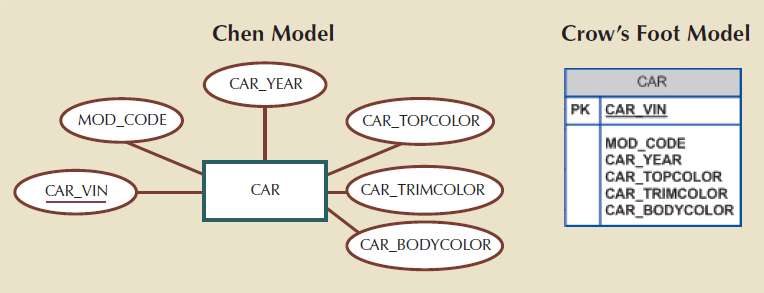 Chen Model
CAR_YEAR
MOD_CODE
CAR_TOPCOLOR
CAR_VIN
CAR
CAR_TRIMCOLOR
CAR_BODYCOLOR
Crow's Foot Model
CAR
PK CAR_VIN
MOD_CODE
CAR_YEAR
CAR_TOPCOLOR
CAR_TRIMCOLOR
CAR_BODYCOLOR